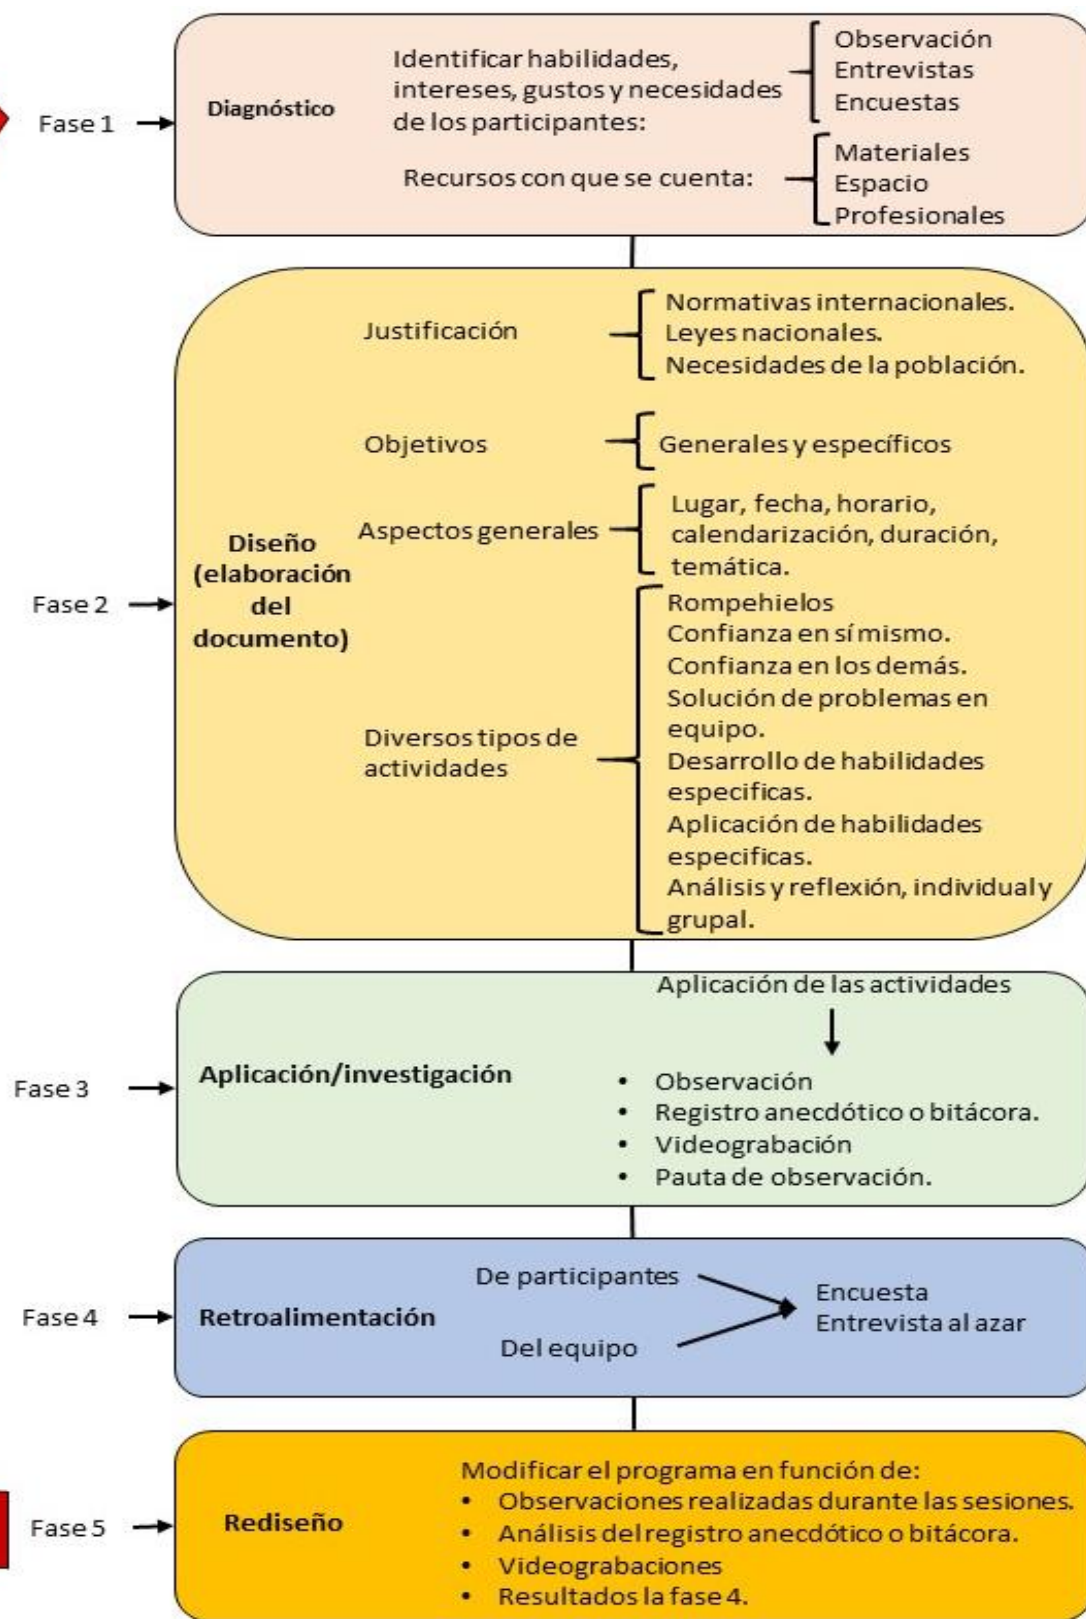 Fase 1
Diagnóstico
Identificar habilidades,
intereses, gustos y necesidades
de los participantes:
Observación
Entrevistas
Encuestas
Recursos con que se cuenta:
Materiales
Espacio
Profesionales
Fase 2
Diseño
(elaboración
del
documento)
Justificación
Normativas internacionales.
Leyes nacionales.
Necesidades de la población.
Objetivos
Generales y específicos
Aspectos generales
Lugar, fecha, horario,
calendarización, duración,
temática.
Diversos tipos de
actividades
Rompehielos
Confianza en sí mismo.
Confianza en los demás.
Solución de problemas en
equipo.
Desarrollo de habilidades
especificas.
Aplicación de habilidades
especificas.
Análisis y reflexión, individual y
grupal.
Fase 3
Aplicación/investigación
Aplicación de las actividades
• Observación
• Registro anecdótico o bitácora.
• Videograbación
• Pauta de observación.
Fase 4
Retroalimentación
De participantes
Del equipo
Encuesta
Entrevista al azar
Fase 5
Rediseño
Modificar el programa en función de:
• Observaciones realizadas durante las sesiones.
• Análisis del registro anecdótico o bitácora.
• Videograbaciones
• Resultados la fase 4.